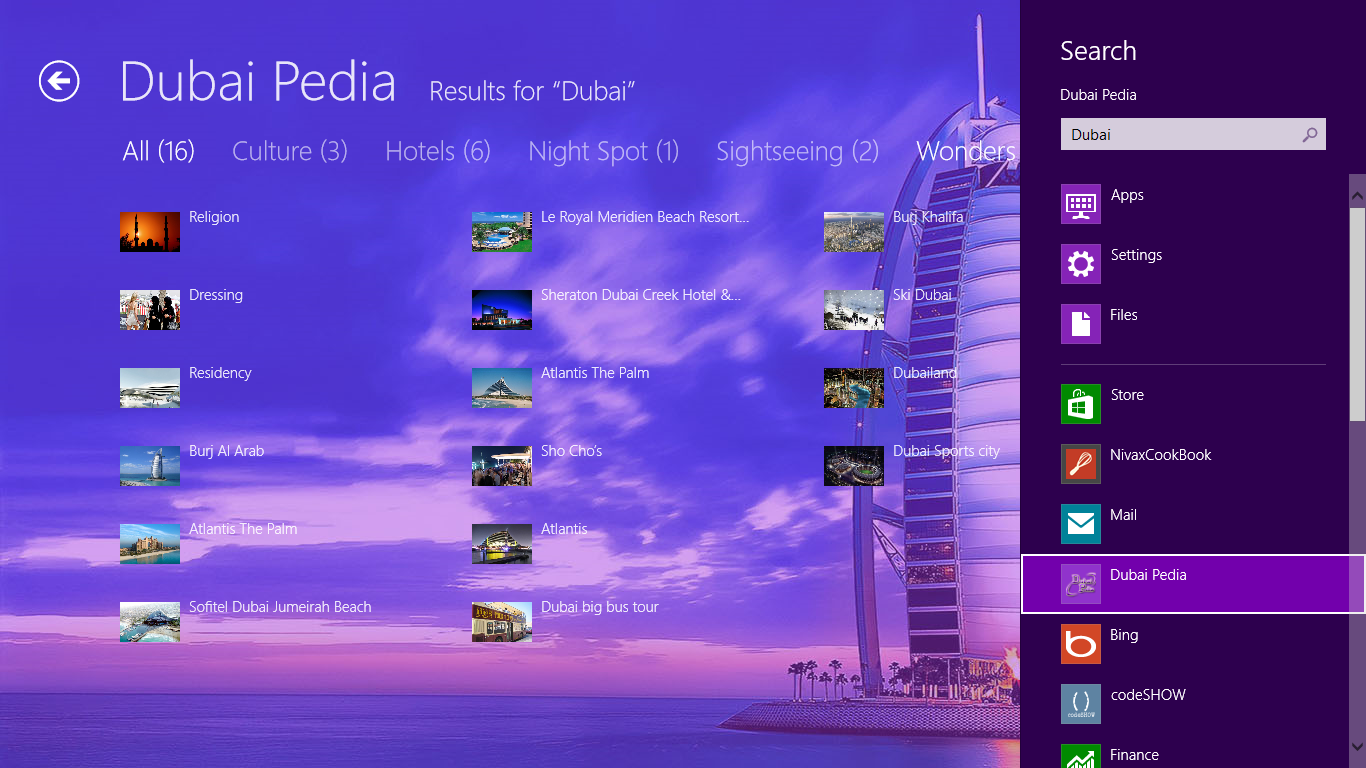 Dubai Pedia Results for “Dubai”
All (16) Culture (3) Hotels (6) Night Spot (1) Sightseeing (2) Wonders
Religion
Dressing
Residency
Burj Al Arab
Atlantis The Palm
Sofitel Dubai Jumeirah Beach
Le Royal Meridien Beach Resort...
Sheraton Dubai Creek Hotel &...
Atlantis The Palm
Sho Cho's
Atlantis
Dubai big bus tour
Burj Khalifa
Ski Dubai
Dubailand
Dubai Sports city
Search
Dubai Pedia
Dubai
Apps
Settings
Files
Store
NivaxCookBook
Mail
Dubai Pedia
Bing
codeSHOW
( )
codeSHOW
Finance